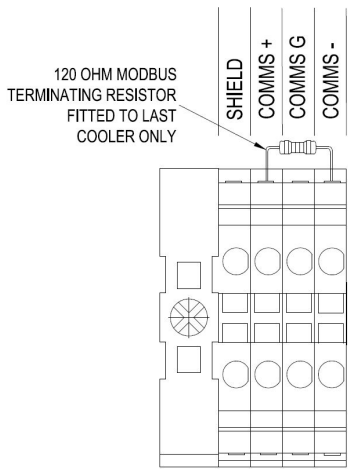 120 OHM MODBUS
TERMINATING RESISTOR
FITTED TO LAST
COOLER ONLY
SHIELD
COMMS +
COMMS G
COMMS -